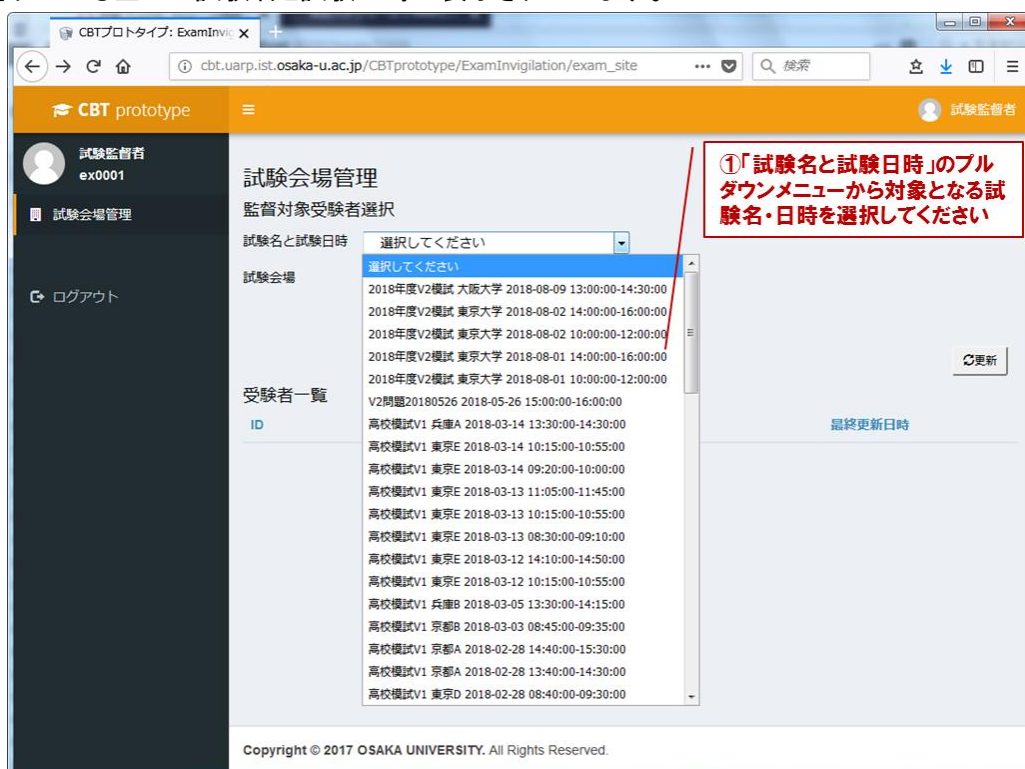 CBTプロトタイプ: ExamInvig
cbt.uarp.ist.osaka-u.ac.jp/CBTprototype/ExamInvigilation/exam_site
検索
CBT prototype
試験監督者
試験監督者
ex0001
試験会場管理
ログアウト
試験会場管理
監督対象受験者選択
試験名と試験日時
選択してください
試験会場
選択してください
2018年度V2模試 大阪大学 2018-08-09 13:00:00-14:30:00
2018年度V2模試 東京大学 2018-08-02 14:00:00-16:00:00
2018年度V2模試 東京大学 2018-08-02 10:00:00-12:00:00
2018年度V2模試 東京大学 2018-08-01 14:00:00-16:00:00
2018年度V2模試 東京大学 2018-08-01 10:00:00-12:00:00
V2問題20180526 2018-05-26 15:00:00-16:00:00
高校模試V1 兵庫A 2018-03-14 13:30:00-14:30:00
高校模試V1 東京E 2018-03-14 10:15:00-10:55:00
高校模試V1 東京E 2018-03-14 09:20:00-10:00:00
高校模試V1 東京E 2018-03-13 11:05:00-11:45:00
高校模試V1 東京E 2018-03-13 10:15:00-10:55:00
高校模試V1 東京E 2018-03-13 08:30:00-09:10:00
高校模試V1 東京E 2018-03-12 14:10:00-14:50:00
高校模試V1 東京E 2018-03-12 10:15:00-10:55:00
高校模試V1 兵庫B 2018-03-05 13:30:00-14:15:00
高校模試V1 京都B 2018-03-03 08:45:00-09:35:00
高校模試V1 京都A 2018-02-28 14:40:00-15:30:00
高校模試V1 京都A 2018-02-28 13:40:00-14:30:00
高校模試V1 東京D 2018-02-28 08:40:00-09:30:00
①「試験名と試験日時」のプル
ダウンメニューから対象となる試
験名・日時を選択してください
更新
受験者一覧
ID
最終更新日時
Copyright © 2017 OSAKA UNIVERSITY. All Rights Reserved.